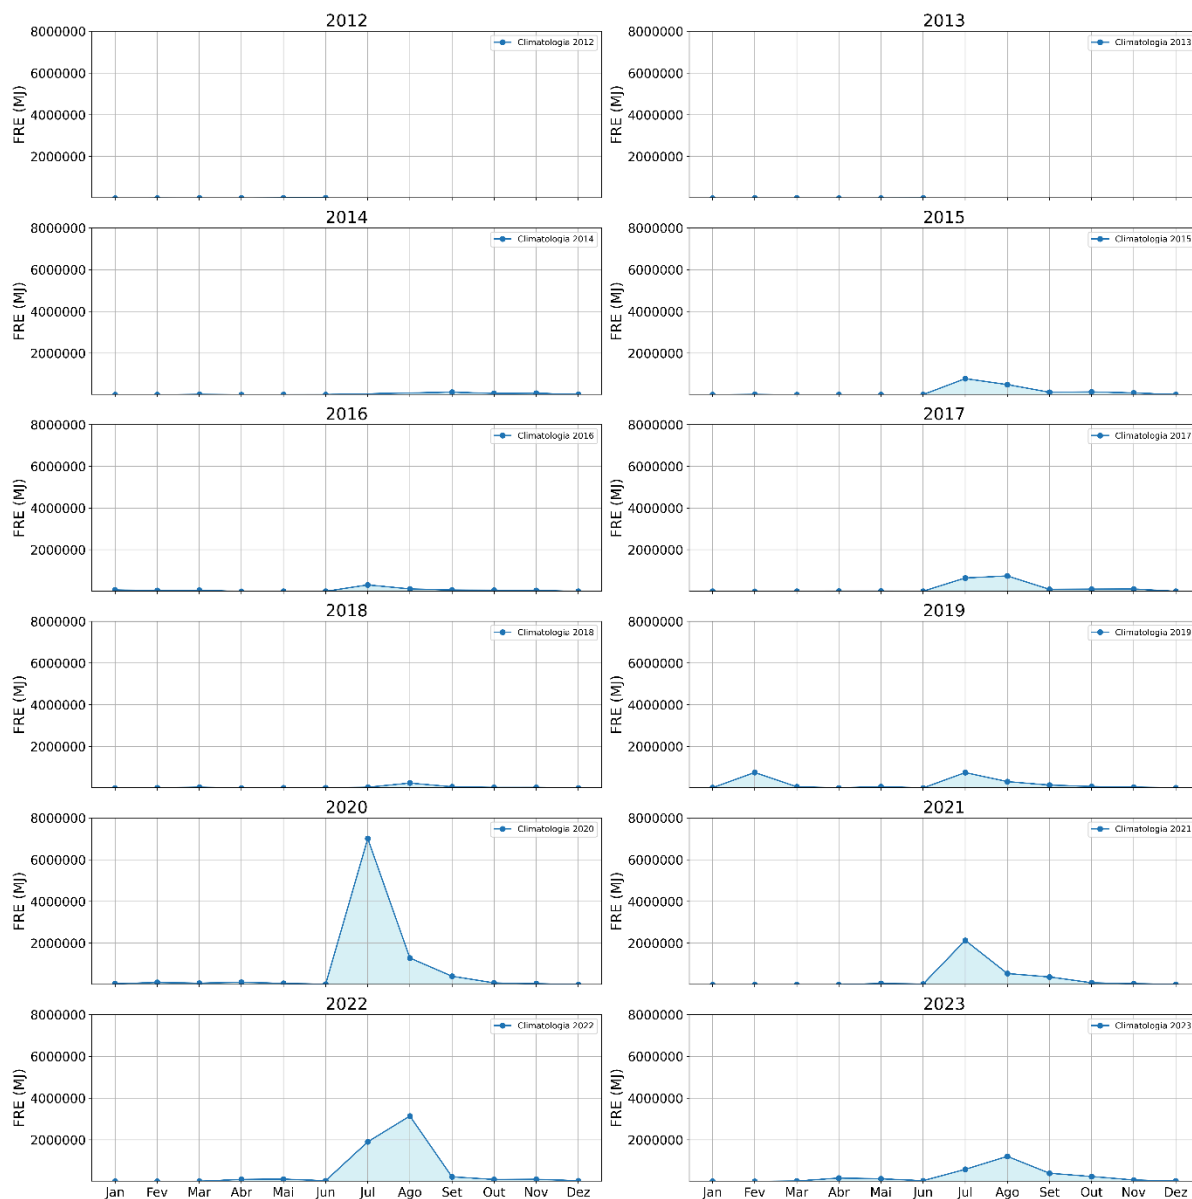 2012
8000000
6000000
4000000
2000000
FRE (MJ)
Climatologia 2012
2013
8000000
6000000
4000000
2000000
FRE (MJ)
Climatologia 2013
2014
8000000
6000000
4000000
2000000
FRE (MJ)
Climatologia 2014
2015
8000000
6000000
4000000
2000000
FRE (MJ)
Climatologia 2015
2016
8000000
6000000
4000000
2000000
FRE (MJ)
Climatologia 2016
2017
8000000
6000000
4000000
2000000
FRE (MJ)
Climatologia 2017
2018
8000000
6000000
4000000
2000000
FRE (MJ)
Climatologia 2018
2019
8000000
6000000
4000000
2000000
FRE (MJ)
Climatologia 2019
2020
8000000
6000000
4000000
2000000
FRE (MJ)
Climatologia 2020
2021
8000000
6000000
4000000
2000000
FRE (MJ)
Climatologia 2021
2022
8000000
6000000
4000000
2000000
FRE (MJ)
Climatologia 2022
Jan Fev Mar Abr Mai Jun Jul Ago Set Out Nov Dez
2023
8000000
6000000
4000000
2000000
FRE (MJ)
Climatologia 2023
Jan Fev Mar Abr Mai Jun Jul Ago Set Out Nov Dez